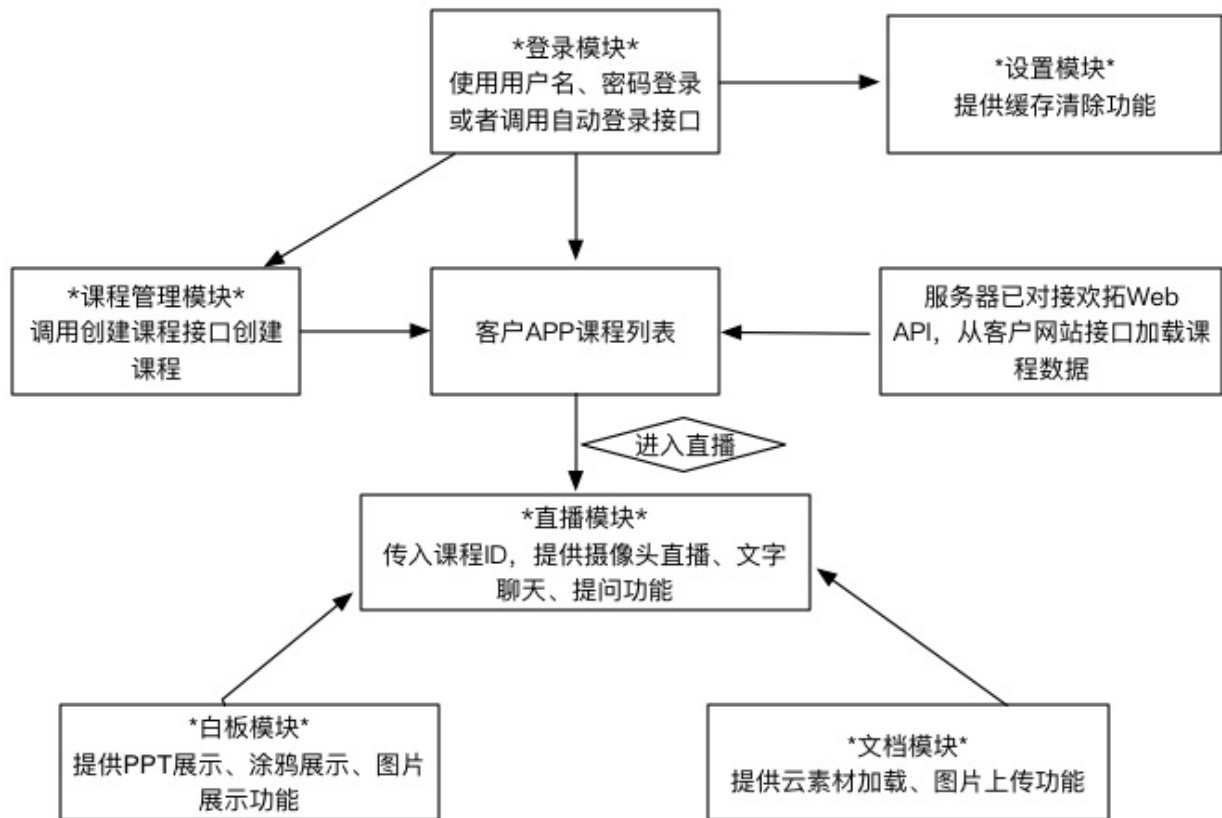 *登录模块*
使用用户名、密码登录
或者调用自动登录接口
*设置模块*
提供缓存清除功能
*课程管理模块*
调用创建课程接口创建
课程
客户APP课程列表
服务器已对接欢拓Web
API，从客户网站接口加载课
程数据
进入直播
*直播模块*
传入课程ID，提供摄像头直播、文字
聊天、提问功能
*白板模块*
提供PPT展示、涂鸦展示、图片
展示功能
*文档模块*
提供云素材加载、图片上传功能